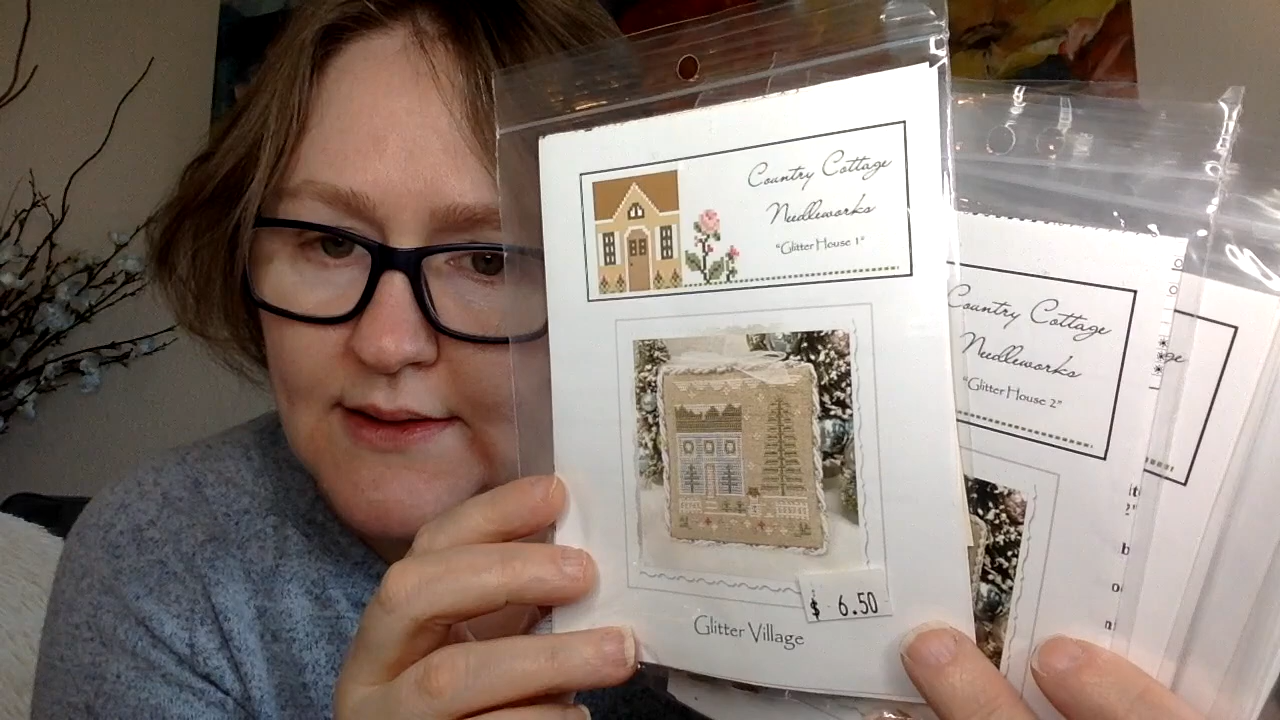 Country Cottage
Needleworks
"Glitter House 1"
$ 6.50
Glitter Village
Country Cottage
Needleworks
"Glitter House 2"